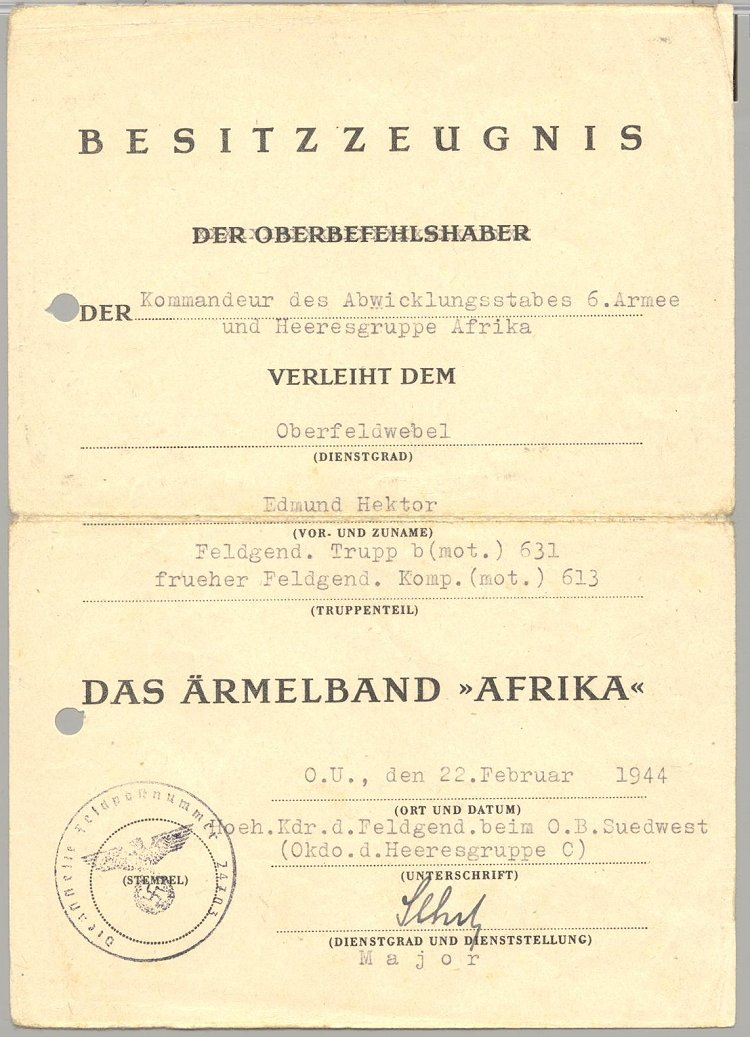 BESITZZEUGNIS
DER OBERBEFEHLSHABER
DER Kommandeur des Abwicklungsstabes 6.Armee
und Heeresgruppe Afrika
VERLEIHT DEM
Oberfeldwebel
(DIENSTGRAD)
Edmund Hektor
(VOR- UND ZUNAME)
Feldgend. Trupp b(mot.) 631
frueher Feldgend. Komp.(mot.) 613
(TRUPPENTEIL)
DAS ÄRMELBAND »AFRIKA«
O.U., den 22.Februar 1944
(ORT UND DATUM)
Hoeh.Kdr.d.Feldgend.beim O.B.Suedwest
(Okdo.d.Heeresgruppe C)
(UNTERSCHRIFT)
(DIENSTGRAD UND DIENSTSTELLUNG)
Major
Dienststelle Feldpostnummer
(STEMPEL)